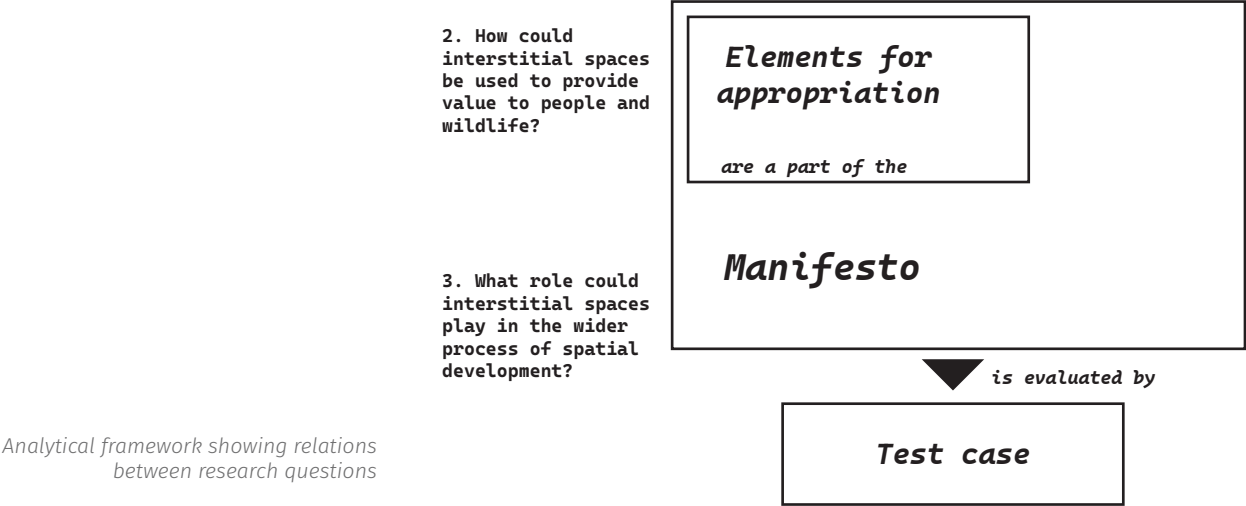 2. How could
interstitial spaces
be used to provide
value to people and
wildlife?
Elements for
appropriation
are a part of the
Manifesto
3. What role could
interstitial spaces
play in the wider
process of spatial
development?
is evaluated by
Test case
Analytical framework showing relations
between research questions